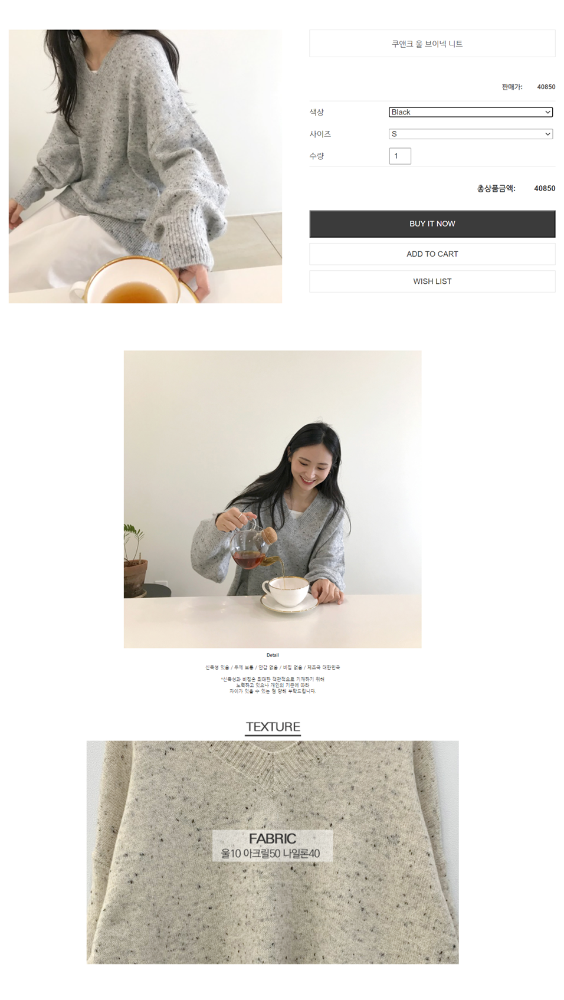 쿠앤크 울 브이넥 니트
판매가: 40850
색상 Black
사이즈 S
수량 1
총상품금액: 40850
BUY IT NOW
ADD TO CART
WISH LIST
Detail
신축성 있음 / 두께 보통 / 안감 없음 / 비침 없음 / 제조국 대한민국
*신축성과 비침은 최대한 객관적으로 기재하기 위해
노력하고 있으나 개인의 기준에 따라
차이가 있을 수 있는 점 양해 부탁드립니다.
TEXTURE
FABRIC
울10 아크릴50 나일론40